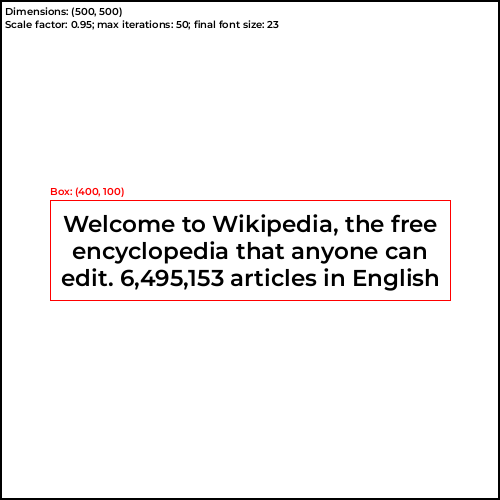 Dimensions: (500, 500)
Scale factor: 0.95; max iterations: 50; final font size: 23
Box: (400, 100)
Welcome to Wikipedia, the free
encyclopedia that anyone can
edit. 6,495,153 articles in English